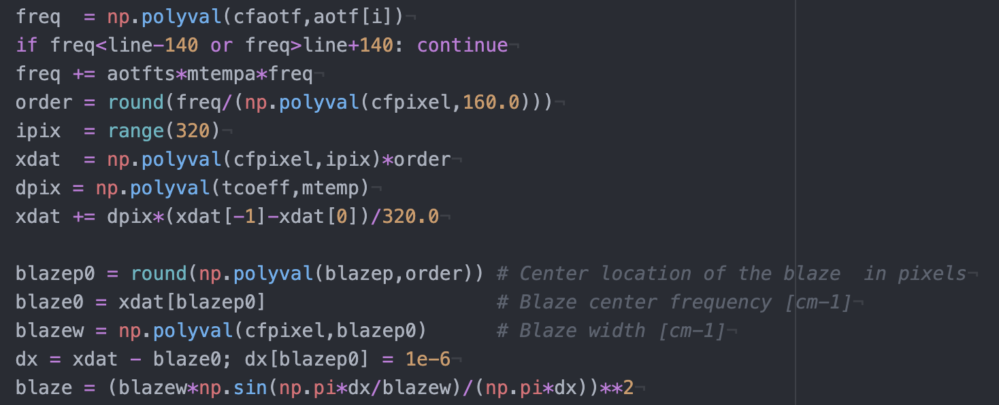 freq  = np.polyval(cfaotf,aotf[i])¬
if freq<line-140 or freq>line+140: continue¬
freq += aotfts*mtempa*freq¬
order = round(freq/(np.polyval(cfpixel,160.0)))¬
ipix  = range(320)¬
xdat  = np.polyval(cfpixel,ipix)*order¬
dpix = np.polyval(tcoeff,mtemp)¬
xdat += dpix*(xdat[-1]-xdat[0])/320.0¬
blazep0 = round(np.polyval(blazep,order)) # Center location of the blaze  in pixels¬
blaze0 = xdat[blazep0]                    # Blaze center frequency [cm-1]¬
blazew = np.polyval(cfpixel,blazep0)      # Blaze width [cm-1]¬
dx = xdat - blaze0; dx[blazep0] = 1e-6¬
blaze = (blazew*np.sin(np.pi*dx/blazew)/(np.pi*dx))**2¬